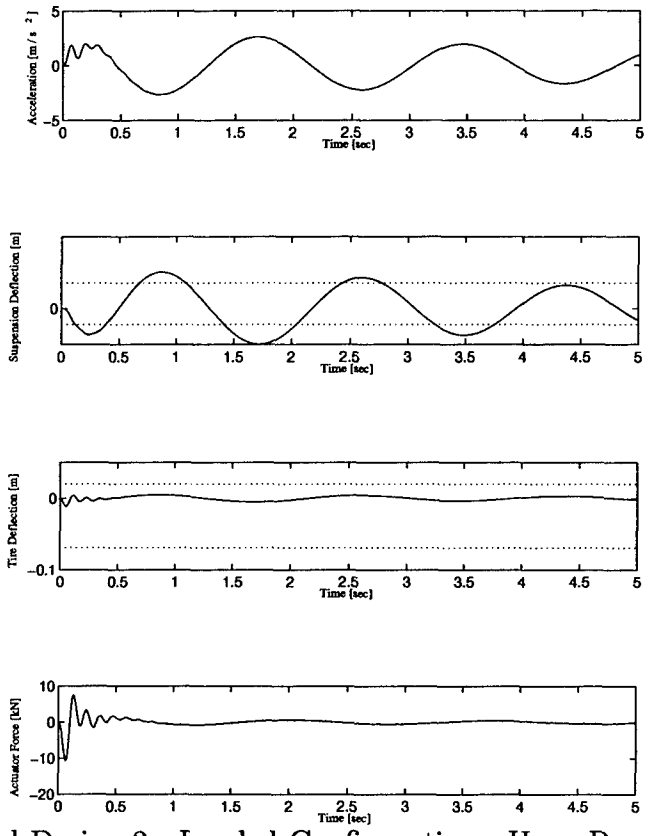 5
0
-5
Acceleration [m / s 2 ]
0 0.5 1 1.5 2 2.5 3 3.5 4 4.5 5
Time [sec]
0
Suspension Deflection [m]
0 0.5 1 1.5 2 2.5 3 3.5 4 4.5 5
Time [sec]
0
-0.1
Tire Deflection [m]
0 0.5 1 1.5 2 2.5 3 3.5 4 4.5 5
Time [sec]
10
0
-10
-20
Actuator Force [kN]
0 0.5 1 1.5 2 2.5 3 3.5 4 4.5 5
Time [sec]